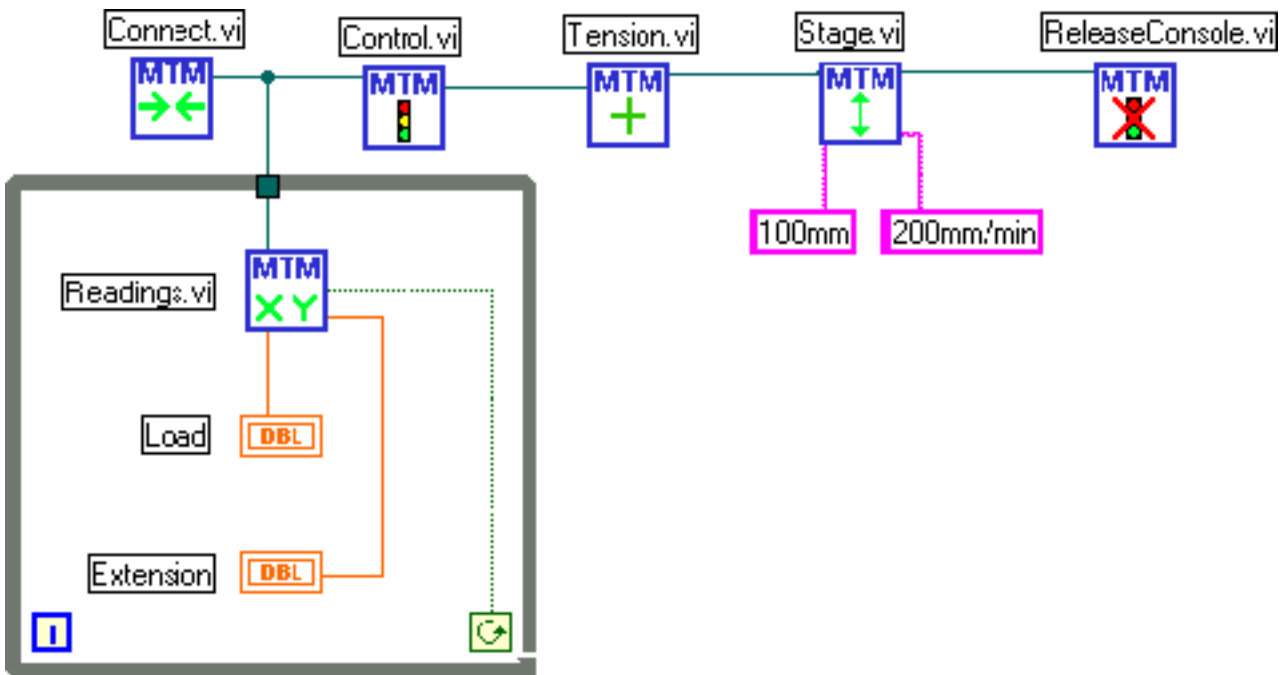 Connect.vi
Control.vi
Tension.vi
Stage.vi
ReleaseConsole.vi
MTM
MTM
MTM
MTM
MTM
100mm
200mm/min
Readings.vi
MTM
X Y
Load
DBL
Extension
DBL
I